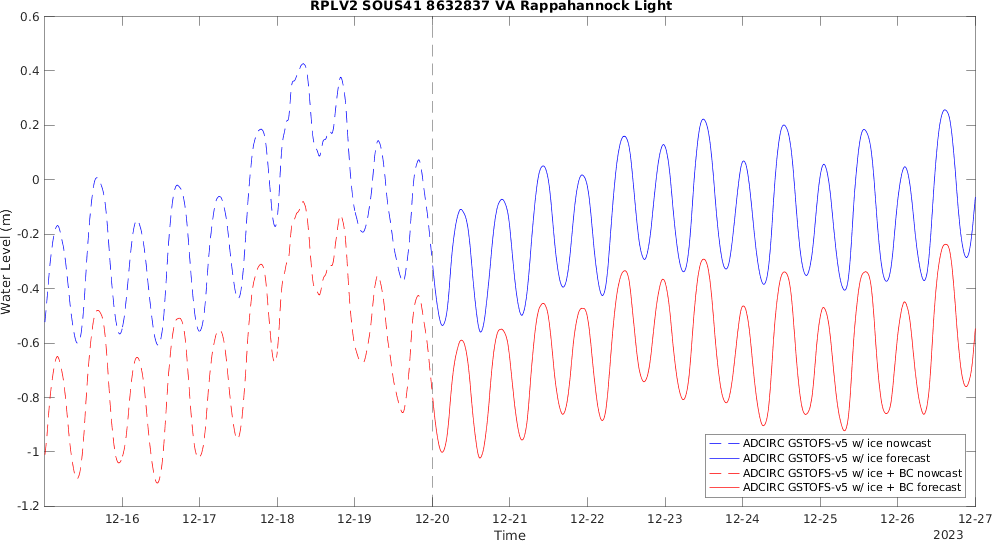 RPLV2 SOUS41 8632837 VA Rappahannock Light
0.6
0.4
0.2
0
-0.2
-0.4
-0.6
-0.8
-1
-1.2
Water Level (m)
ADCIRC GSTOFS-v5 w/ ice nowcast
ADCIRC GSTOFS-v5 w/ ice forecast
ADCIRC GSTOFS-v5 w/ ice + BC nowcast
ADCIRC GSTOFS-v5 w/ ice + BC forecast
12-16 12-17 12-18 12-19 12-20 12-21 12-22 12-23 12-24 12-25 12-26 12-27
Time
2023